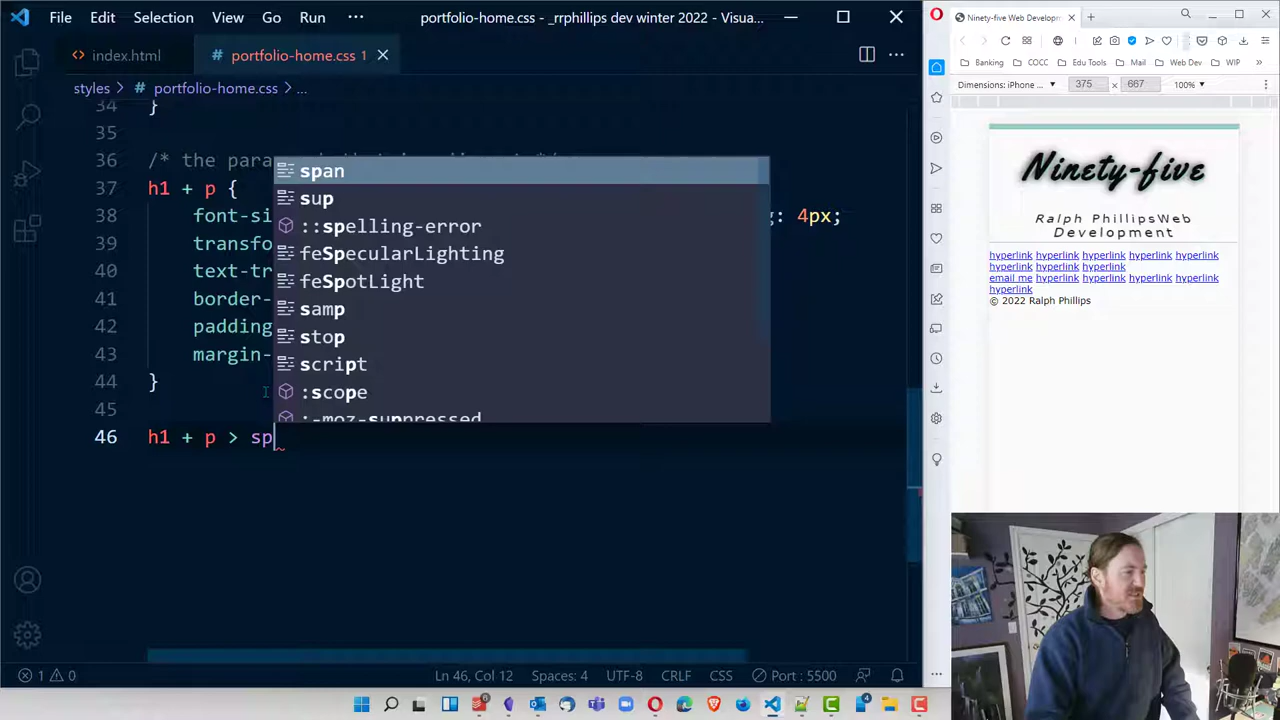 File Edit Selection View Go Run ··· portfolio-home.css - _rrphillips dev winter 2022 - Visua...
<> index.html # portfolio-home.css 1
styles > # portfolio-home.css > ...
34 }
35
36 /* the para
37 h1 + p {
38 font-si : 4px;
39 transfo
40 text-tr
41 border-
42 padding
43 margin-
44 }
45
46 h1 + p > sp
span
sup
::spelling-error
feSpecularLighting
feSpotLight
samp
stop
script
:scope
:-moz-suppressed
1 0 Ln 46, Col 12 Spaces: 4 UTF-8 CRLF CSS Port : 5500
Ninety-five Web Developm
Banking COCC Edu Tools Mail Web Dev WIP
Dimensions: iPhone ... 375 × 667 100%
Ninety-five
Ralph PhillipsWeb
Development
hyperlink hyperlink hyperlink hyperlink hyperlink
hyperlink hyperlink hyperlink
email me hyperlink hyperlink hyperlink hyperlink
hyperlink
© 2022 Ralph Phillips